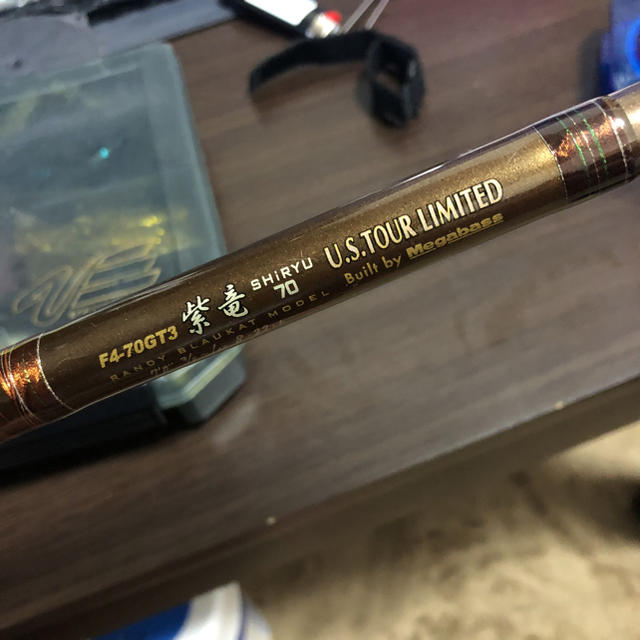 F4-70GT3 紫竜 SHiRYU 70 U.S.TOUR LIMITED
RANDY BLAUKAT MODEL Built by Megabass